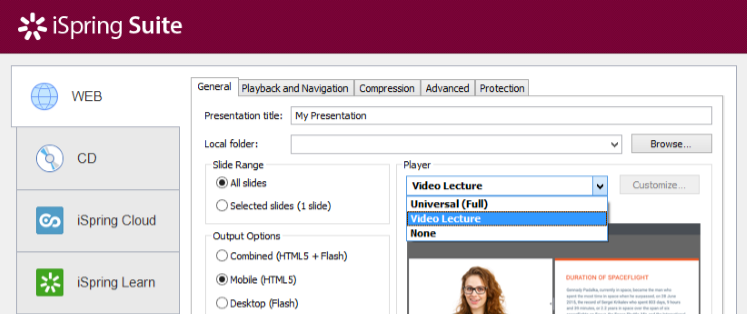 iSpring Suite
WEB
CD
iSpring Cloud
iSpring Learn
General Playback and Navigation Compression Advanced Protection
Presentation title: My Presentation
Local folder: Browse...
Slide Range
All slides
Selected slides (1 slide)
Output Options
Combined (HTML5 + Flash)
Mobile (HTML5)
Desktop (Flash)
Player
Video Lecture Customize...
Universal (Full)
Video Lecture
None
DURATION OF SPACEFLIGHT